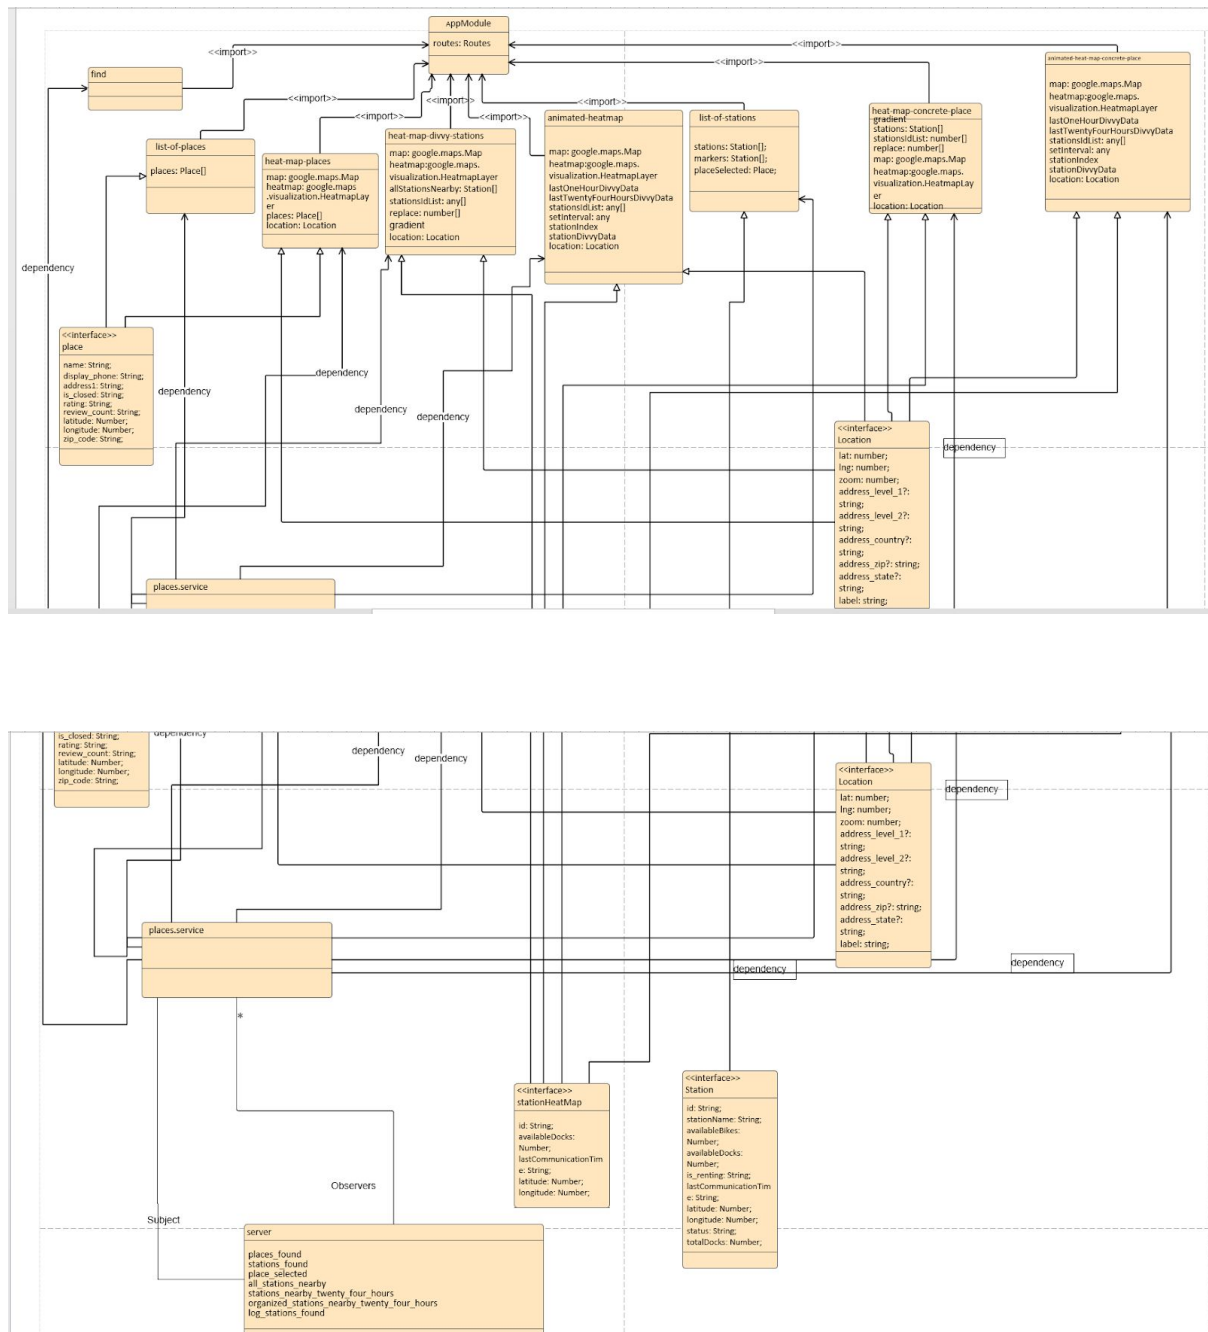 AppModule
routes: Routes
<<import>>
<<import>>
<<import>>
<<import>>
<<import>>
<<import>>
<<import>>
<<import>>
find
list-of-places
places: Place[]
heat-map-places
map: google.maps.Map
heatmap: google.maps
.visualization.HeatmapLay
er
places: Place[]
location: Location
heat-map-divvy-stations
map: google.maps.Map
heatmap:google.maps.
visualization.HeatmapLayer
allStationsNearby: Station[]
stationsIdList: any[]
replace: number[]
gradient
location: Location
animated-heatmap
map: google.maps.Map
heatmap:google.maps.
visualization.HeatmapLayer
lastOneHourDivvyData
lastTwentyFourHoursDivvyData
stationsIdList: any[]
setInterval: any
stationIndex
stationDivvyData
location: Location
list-of-stations
stations: Station[];
markers: Station[];
placeSelected: Place;
heat-map-concrete-place
gradient
stations: Station[]
stationsIdList: number[]
replace: number[]
map: google.maps.Map
heatmap:google.maps.
visualization.HeatmapLay
er
location: Location
animated-heat-map-concrete-place
map: google.maps.Map
heatmap:google.maps.
visualization.HeatmapLayer
lastOneHourDivvyData
lastTwentyFourHoursDivvyData
stationsIdList: any[]
setInterval: any
stationIndex
stationDivvyData
location: Location
dependency
<<interface>>
place
name: String;
display_phone: String;
address1: String;
is_closed: String;
rating: String;
review_count: String;
latitude: Number;
longitude: Number;
zip_code: String;
dependency
dependency
dependency
dependency
<<interface>>
Location
lat: number;
lng: number;
zoom: number;
address_level_1?:
string;
address_level_2?:
string;
address_country?:
string;
address_zip?: string;
address_state?:
string;
label: string;
dependency
places.service
is_closed: String;
rating: String;
review_count: String;
latitude: Number;
longitude: Number;
zip_code: String;
dependency
dependency
dependency
<<interface>>
Location
lat: number;
lng: number;
zoom: number;
address_level_1?:
string;
address_level_2?:
string;
address_country?:
string;
address_zip?: string;
address_state?:
string;
label: string;
dependency
places.service
dependency
dependency
*
<<interface>>
stationHeatMap
id: String;
availableDocks:
Number;
lastCommunicationTim
e: String;
latitude: Number;
longitude: Number;
<<interface>>
Station
id: String;
stationName: String;
availableBikes:
Number;
availableDocks:
Number;
is_renting: String;
lastCommunicationTim
e: String;
latitude: Number;
longitude: Number;
status: String;
totalDocks: Number;
Observers
Subject
server
places_found
stations_found
place_selected
all_stations_nearby
stations_nearby_twenty_four_hours
organized_stations_nearby_twenty_four_hours
log_stations_found